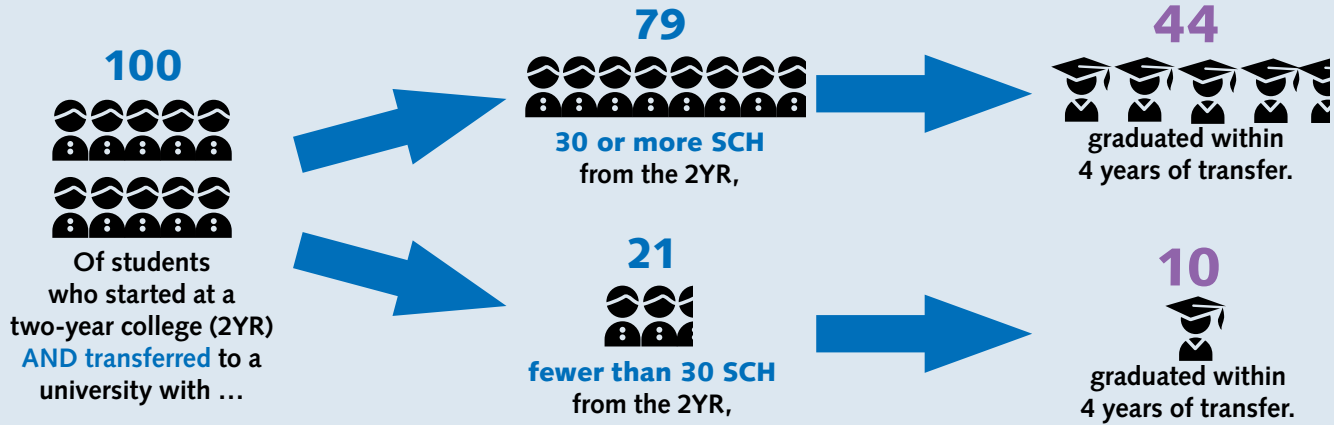 100
Of students
who started at a
two-year college (2YR)
AND transferred to a
university with …
79
30 or more SCH
from the 2YR,
44
graduated within
4 years of transfer.
21
fewer than 30 SCH
from the 2YR,
10
graduated within
4 years of transfer.